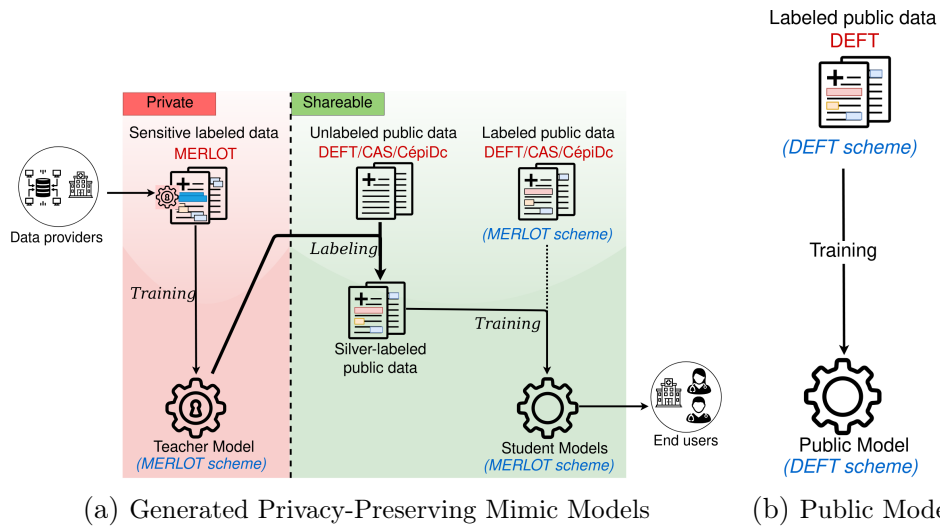 Private
Shareable
Sensitive labeled data
MERLOT
Unlabeled public data
DEFT/CAS/CépiDc
Labeled public data
DEFT/CAS/CépiDc
(MERLOT scheme)
Data providers
Labeling
Training
Training
Silver-labeled
public data
Teacher Model
(MERLOT scheme)
Student Models
(MERLOT scheme)
End users
(a) Generated Privacy-Preserving Mimic Models
Labeled public data
DEFT
(DEFT scheme)
Training
Public Model
(DEFT scheme)
(b) Public Mode